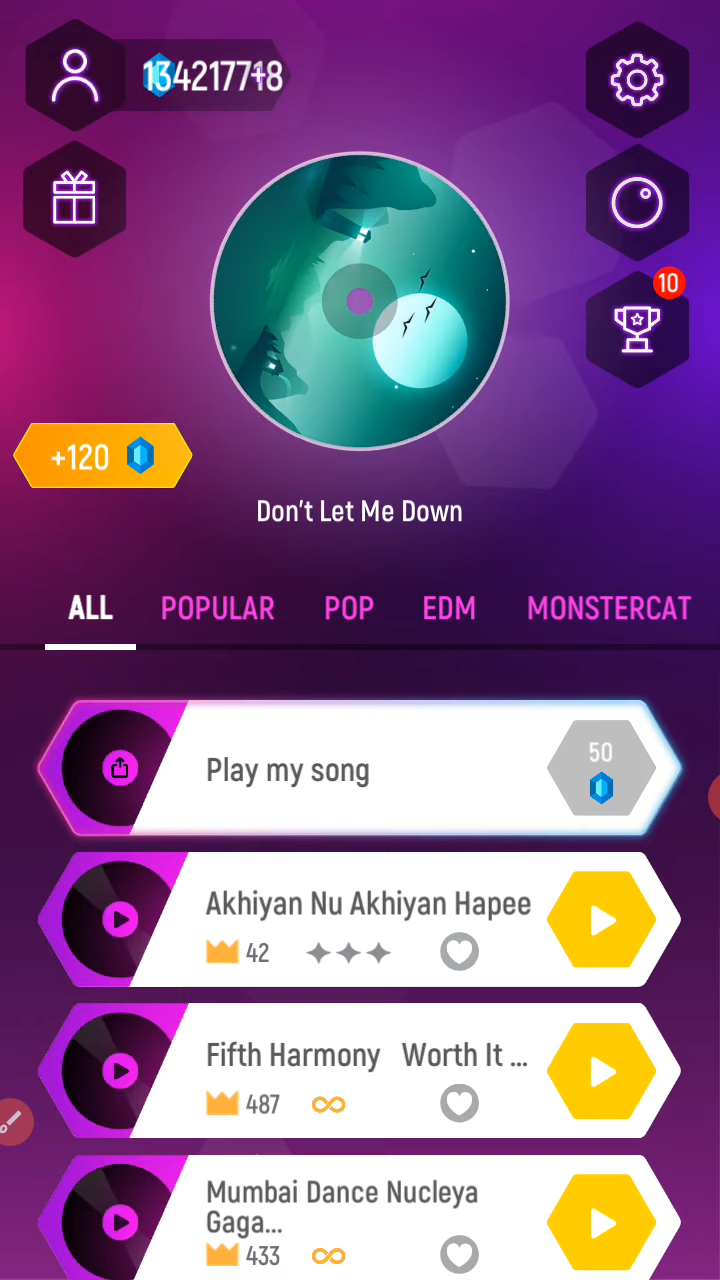 134217718
+
10
+120
Don't Let Me Down
ALL POPULAR POP EDM MONSTERCAT
Play my song
50
Akhiyan Nu Akhiyan Hapee
42
Fifth Harmony Worth It ...
487
Mumbai Dance Nucleya
Gaga...
433